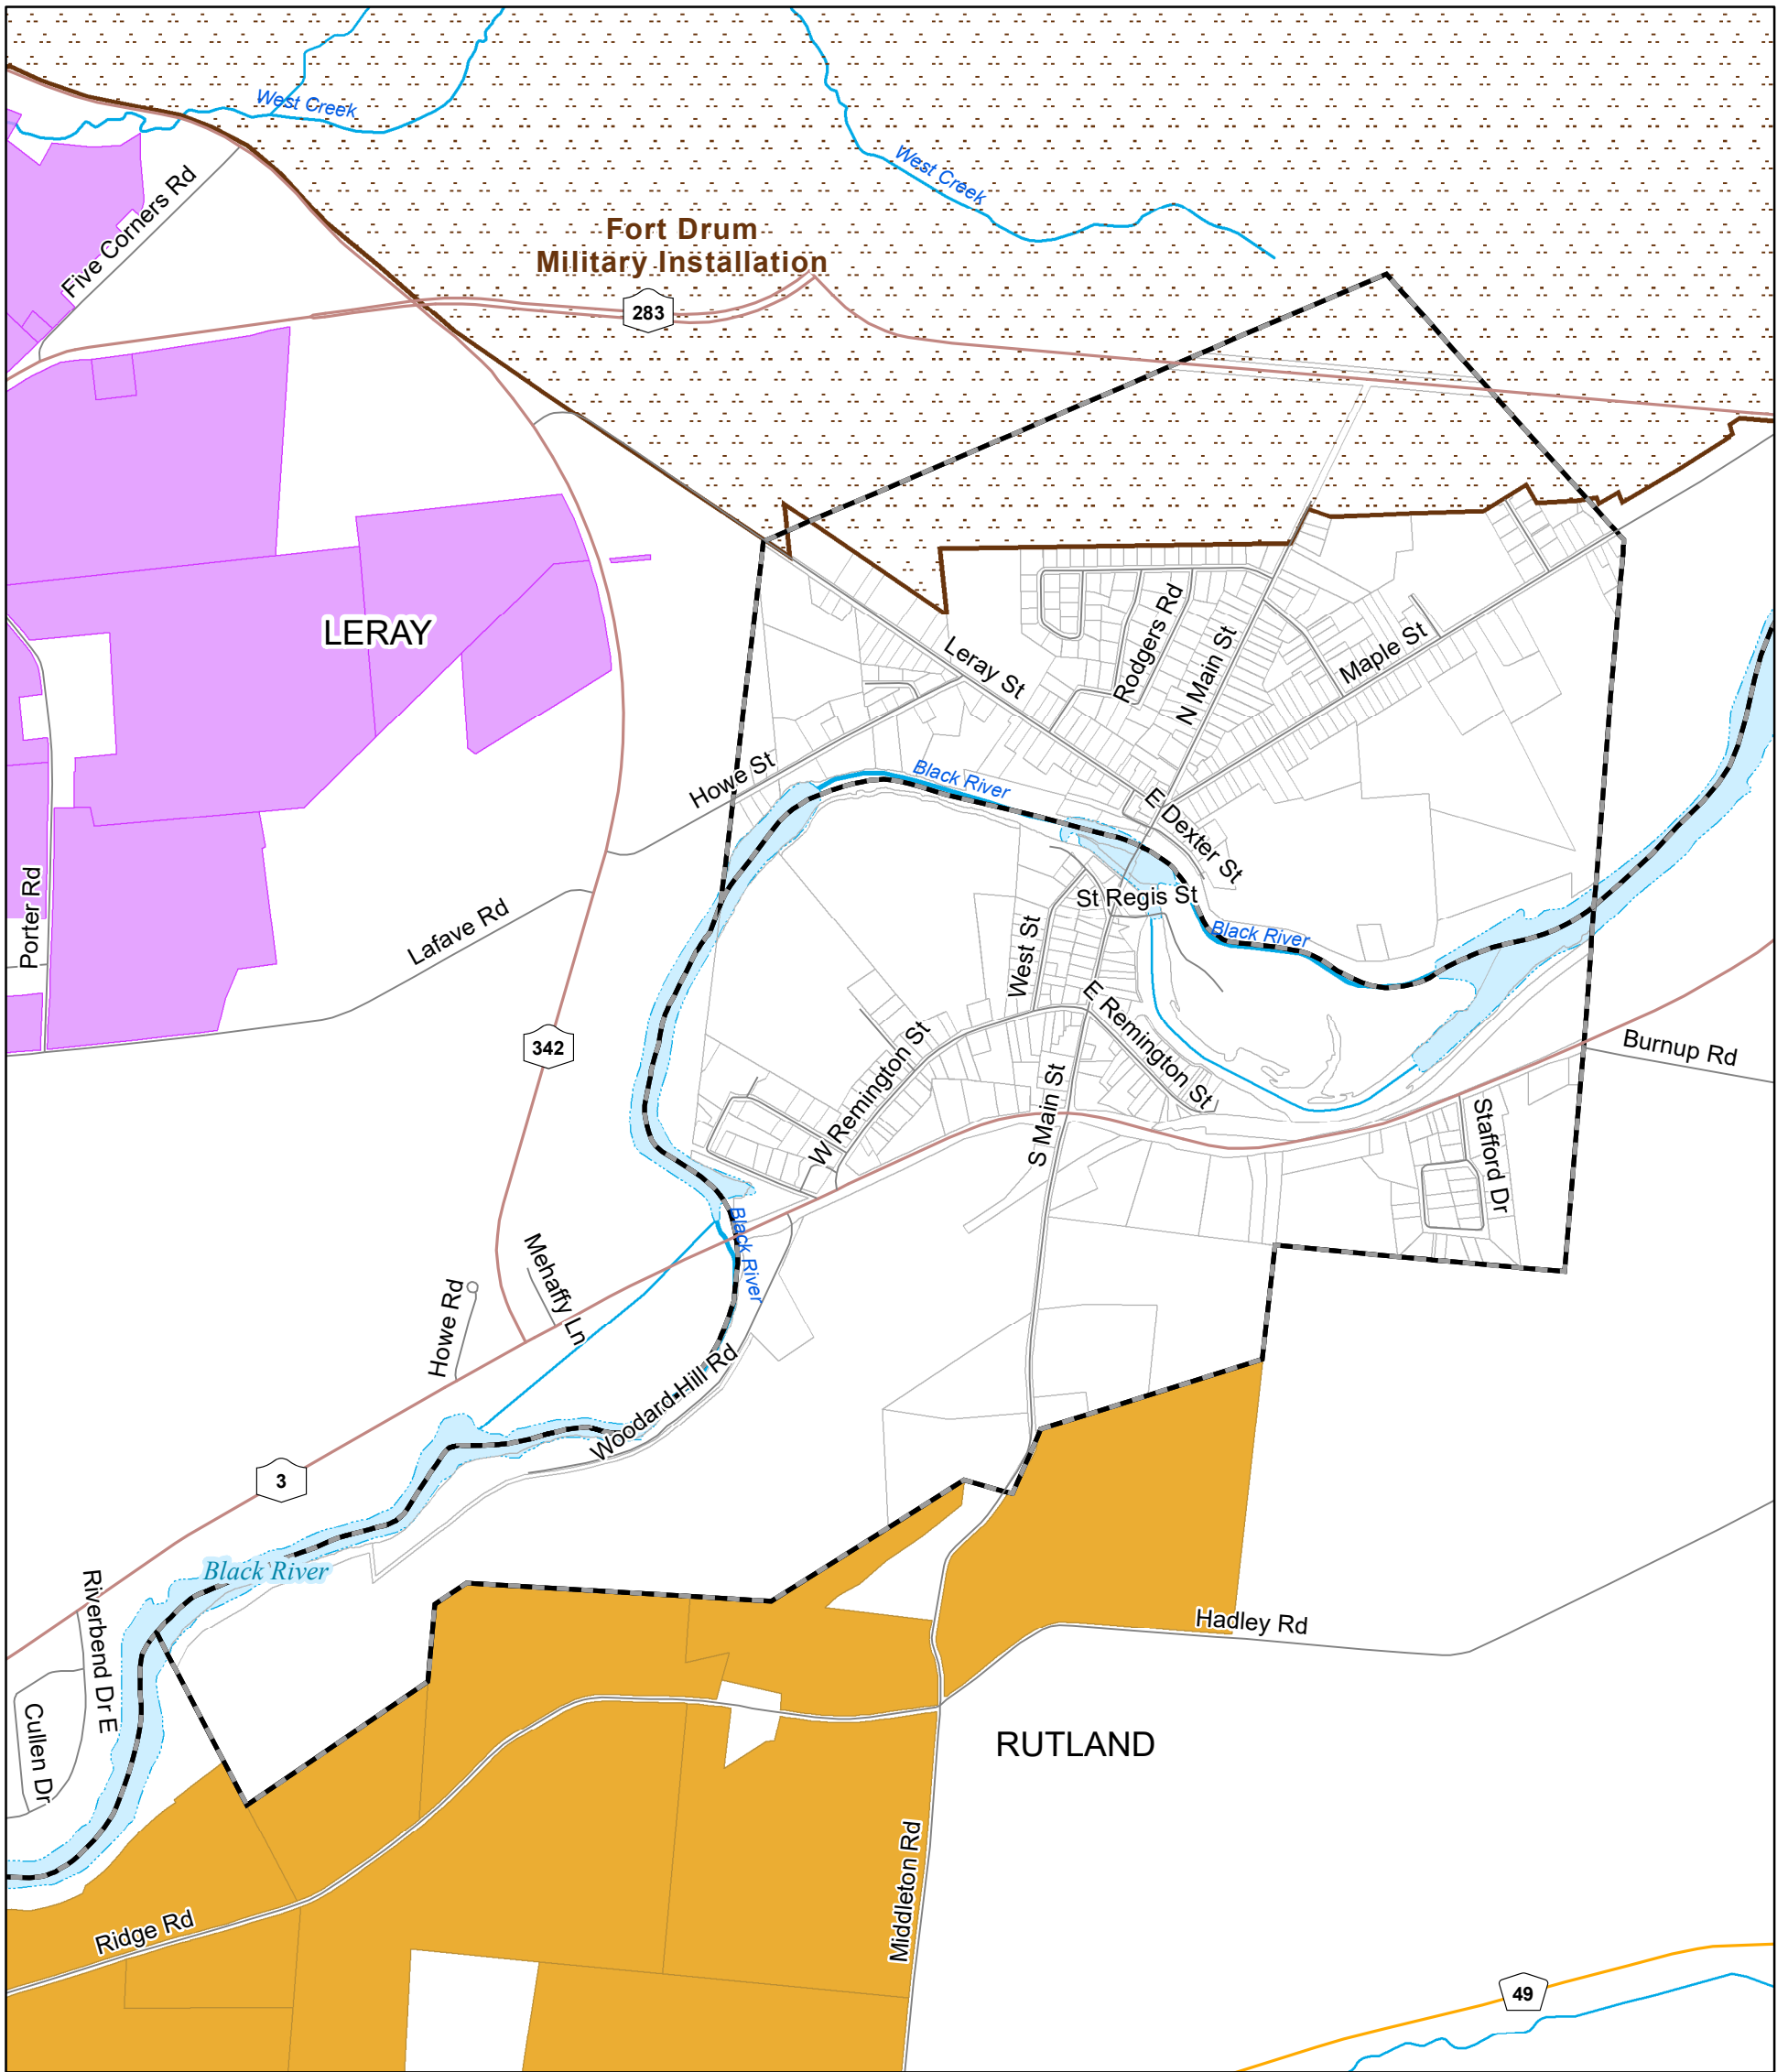 West Creek
West Creek
Five Corners Rd
Fort Drum
Military Installation
283
LERAY
Rodgers Rd
Leray St
N Main St
Maple St
Howe St
Black River
E Dexter St
Porter Rd
St Regis St
Lafave Rd
Black River
West St
E Remington St
342
W Remington St
Burnup Rd
S Main St
Stafford Dr
Black River
Mehaffy Ln
Howe Rd
Woodard Hill Rd
3
Black River
Riverbend Dr E
Hadley Rd
Cullen Dr
RUTLAND
Middleton Rd
Ridge Rd
49